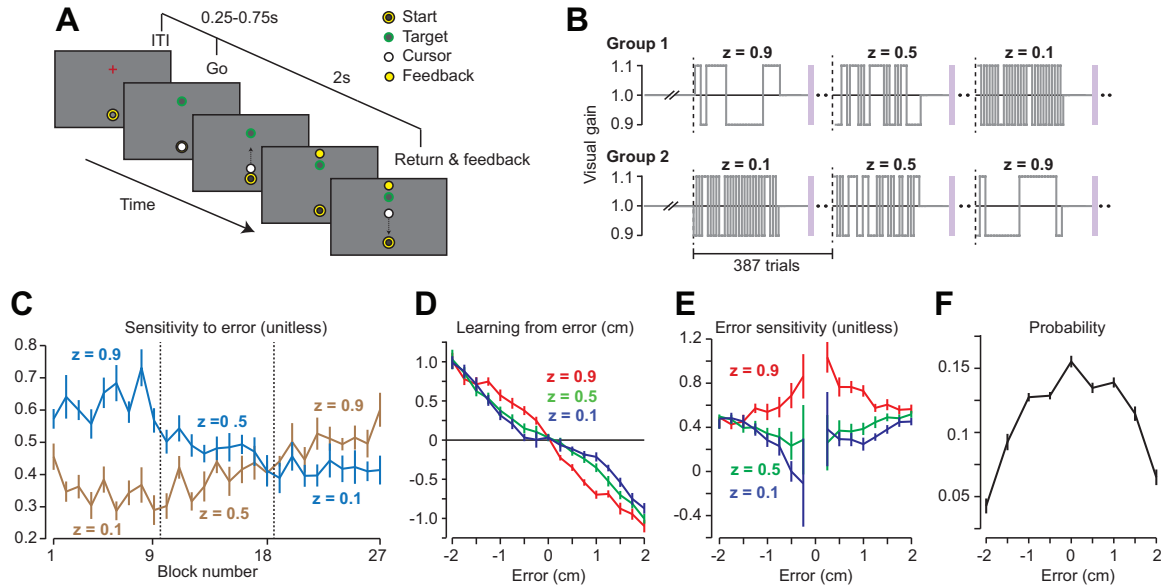 A
0.25-0.75s
ITI
Go
2s
Return & feedback
Time
Start
Target
Cursor
Feedback
B
Group 1
z = 0.9
z = 0.5
z = 0.1
1.1
1.0
0.9
Visual gain
Group 2
z = 0.1
z = 0.5
z = 0.9
1.1
1.0
0.9
387 trials
C
Sensitivity to error (unitless)
0.8
0.7
0.6
0.5
0.4
0.3
0.2
z = 0.9
z =0 .5
z = 0.9
z = 0.1
z = 0.5
z = 0.1
1
9
18
27
Block number
D
Learning from error (cm)
1.0
0.5
0
-0.5
-1.0
z = 0.9
z = 0.5
z = 0.1
-2
-1
0
1
2
Error (cm)
E
Error sensitivity (unitless)
1.2
0.8
0.4
0
-0.4
z = 0.9
z = 0.5
z = 0.1
-2
-1
0
1
2
Error (cm)
F
Probability
0.15
0.10
0.05
-2
-1
0
1
2
Error (cm)